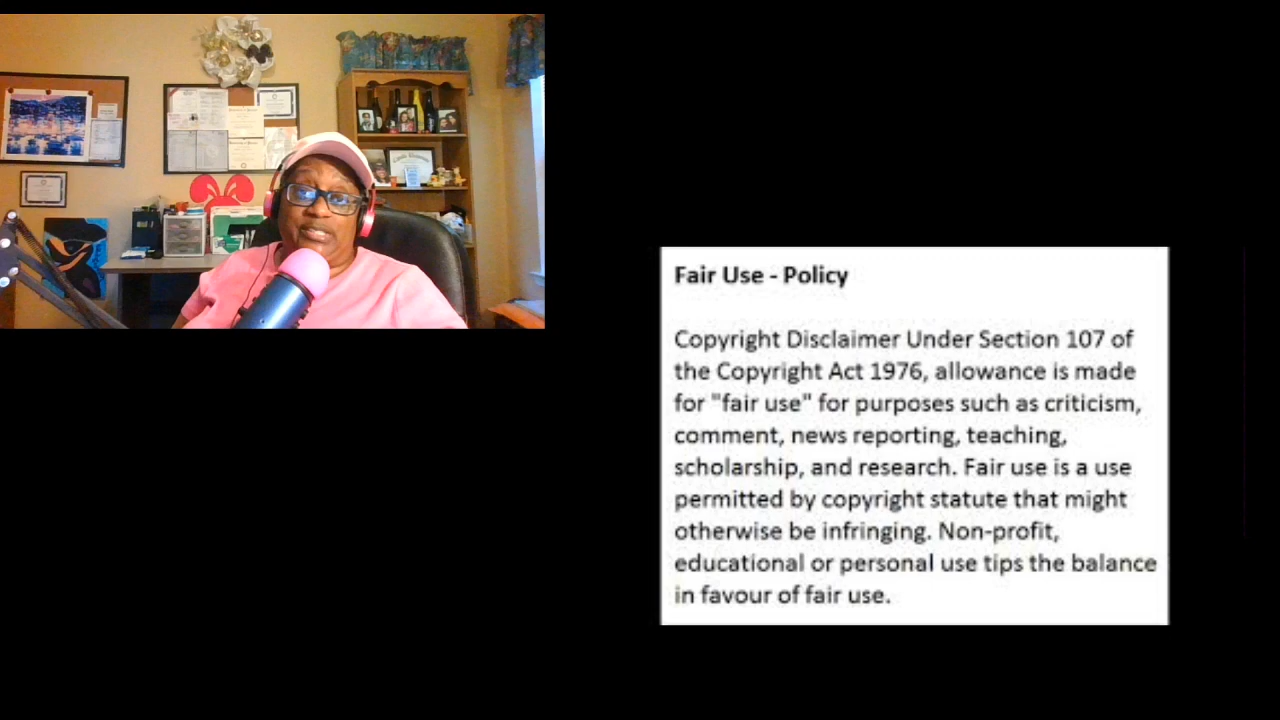 Fair Use - Policy
Copyright Disclaimer Under Section 107 of
the Copyright Act 1976, allowance is made
for "fair use" for purposes such as criticism,
comment, news reporting, teaching,
scholarship, and research. Fair use is a use
permitted by copyright statute that might
otherwise be infringing. Non-profit,
educational or personal use tips the balance
in favour of fair use.